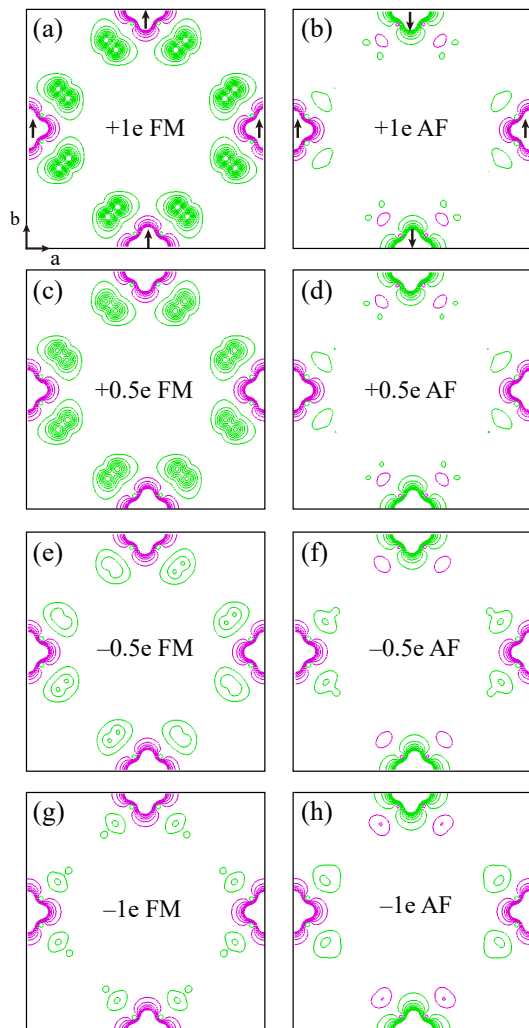 (a)
(b)
+1e FM
+1e AF
b
a
(c)
(d)
+0.5e FM
+0.5e AF
(e)
(f)
–0.5e FM
–0.5e AF
(g)
(h)
–1e FM
–1e AF